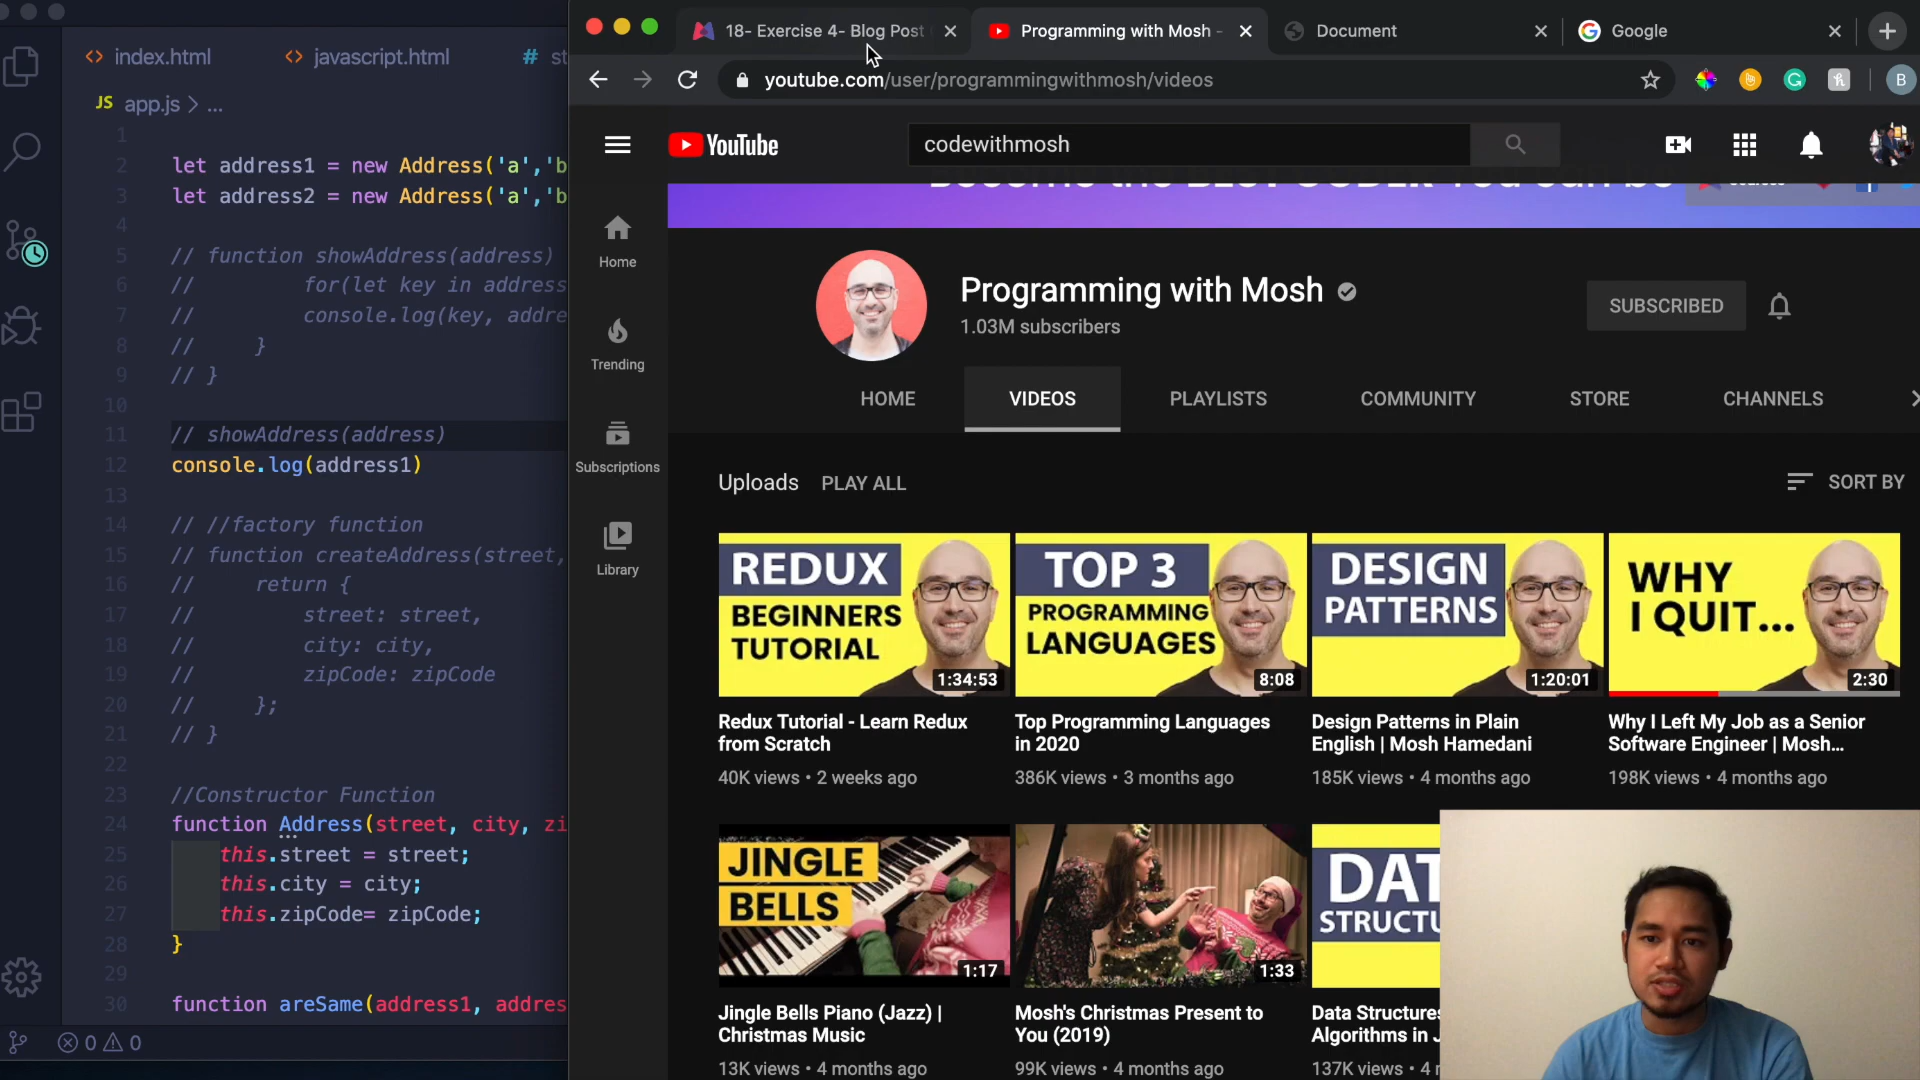 index.html
javascript.html
# st
JS app.js > ...
1
2 let address1 = new Address('a','b
3 let address2 = new Address('a','b
4
5 // function showAddress(address)
6 // for(let key in address
7 // console.log(key, addre
8 // }
9 // }
10
11 // showAddress(address)
12 console.log(address1)
13
14 // //factory function
15 // function createAddress(street,
16 // return {
17 // street: street,
18 // city: city,
19 // zipCode: zipCode
20 // };
21 // }
22
23 //Constructor Function
24 function Address(street, city, zi
25 this.street = street;
26 this.city = city;
27 this.zipCode= zipCode;
28 }
29
30 function areSame(address1, addres
0 0
18- Exercise 4- Blog Post
Programming with Mosh -
Document
Google
youtube.com/user/programmingwithmosh/videos
B
YouTube
codewithmosh
Home
Trending
Subscriptions
Library
Programming with Mosh
1.03M subscribers
SUBSCRIBED
HOME
VIDEOS
PLAYLISTS
COMMUNITY
STORE
CHANNELS
Uploads
PLAY ALL
SORT BY
REDUX
BEGINNERS
TUTORIAL
1:34:53
TOP 3
PROGRAMMING
LANGUAGES
8:08
DESIGN
PATTERNS
1:20:01
WHY
I QUIT...
2:30
Redux Tutorial - Learn Redux
from Scratch
40K views • 2 weeks ago
Top Programming Languages
in 2020
386K views • 3 months ago
Design Patterns in Plain
English | Mosh Hamedani
185K views • 4 months ago
Why I Left My Job as a Senior
Software Engineer | Mosh...
198K views • 4 months ago
JINGLE
BELLS
1:17
1:33
DAT
STRUCTU
Jingle Bells Piano (Jazz) |
Christmas Music
13K views • 4 months ago
Mosh's Christmas Present to
You (2019)
99K views • 4 months ago
Data Structures
Algorithms in J
137K views • 4 r